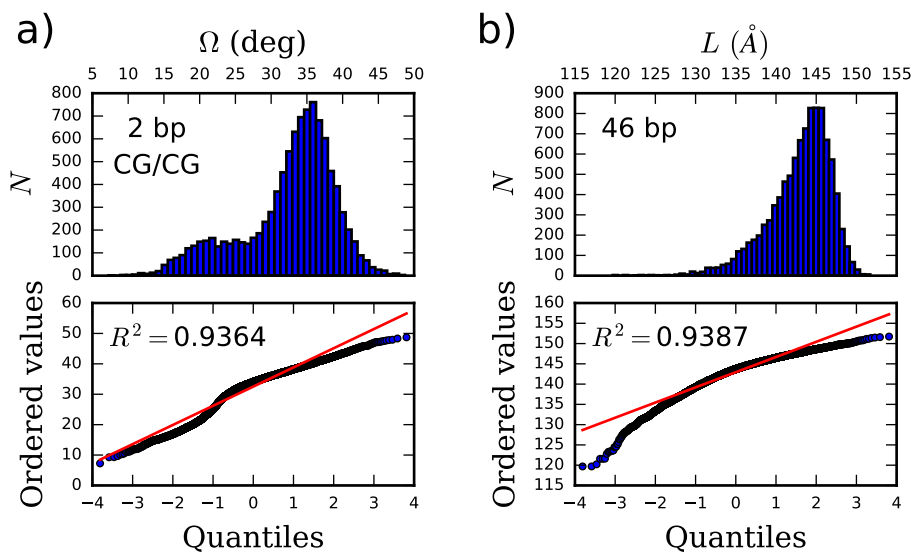 a)
Ω (deg)
5 10 15 20 25 30 35 40 45 50
800
700
600
500
400
300
200
100
0
N
2 bp
CG/CG
60
50
40
30
20
10
0
Ordered values
R² = 0.9364
−4 −3 −2 −1 0 1 2 3 4
Quantiles
b)
L (Å)
115 120 125 130 135 140 145 150 155
900
800
700
600
500
400
300
200
100
0
N
46 bp
160
155
150
145
140
135
130
125
120
115
Ordered values
R² = 0.9387
−4 −3 −2 −1 0 1 2 3 4
Quantiles